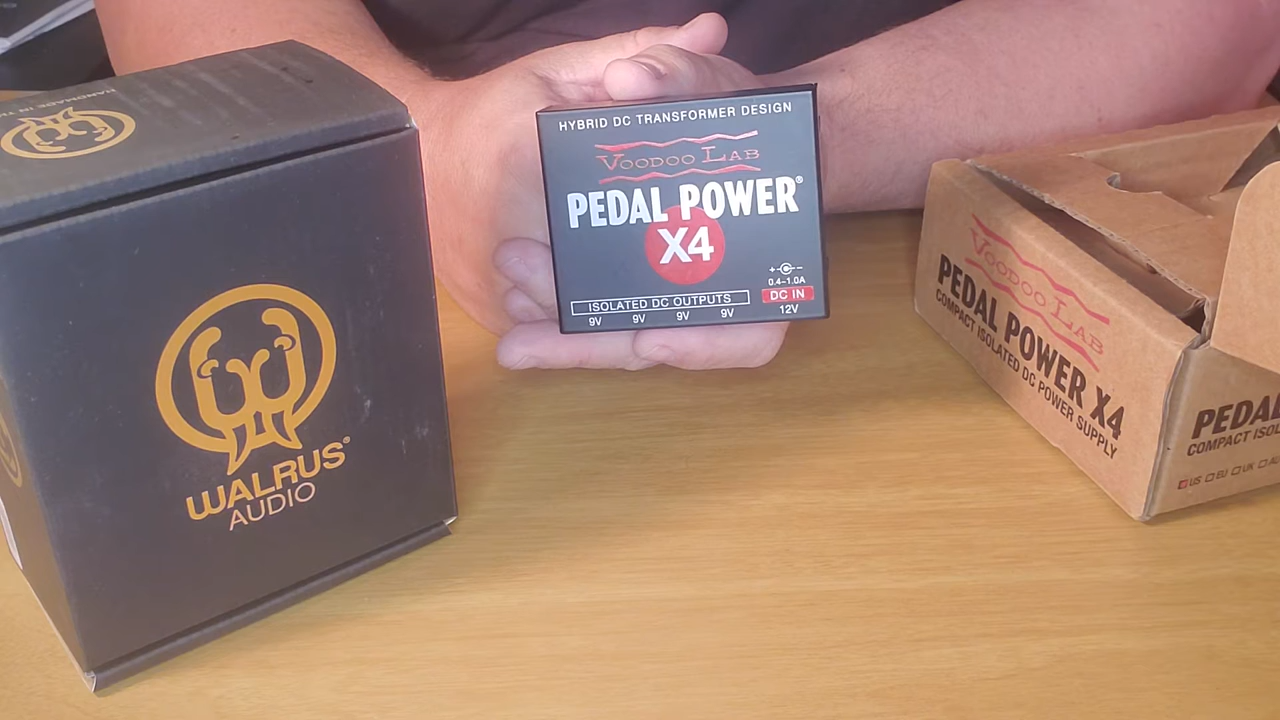 HANDMADE IN
WALRUS®
AUDIO
HYBRID DC TRANSFORMER DESIGN
VOODOO LAB
PEDAL POWER®
X4
+ -
0.4-1.0A
ISOLATED DC OUTPUTS
DC IN
9V 9V 9V 9V 12V
VOODOO LAB
PEDAL POWER X4
COMPACT ISOLATED DC POWER SUPPLY
COMPACT
US EU UK